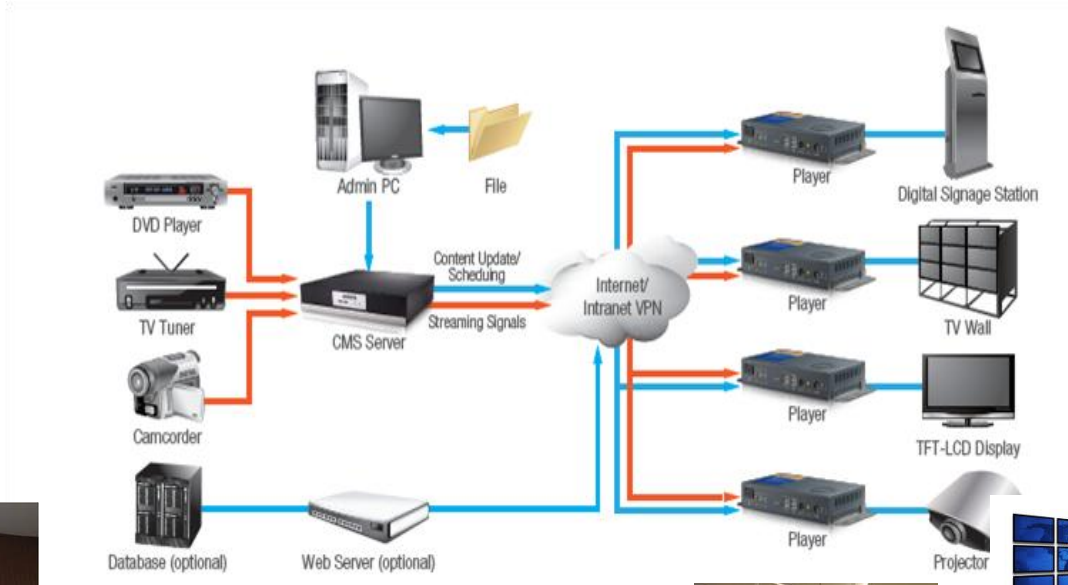 Admin PC
File
Player
Digital Signage Station
DVD Player
Content Update/
Scheduing
Internet/
Intranet VPN
Player
TV Wall
TV Tuner
CMS Server
Streaming Signals
Camcorder
Player
TFT-LCD Display
Database (optional)
Web Server (optional)
Player
Projector